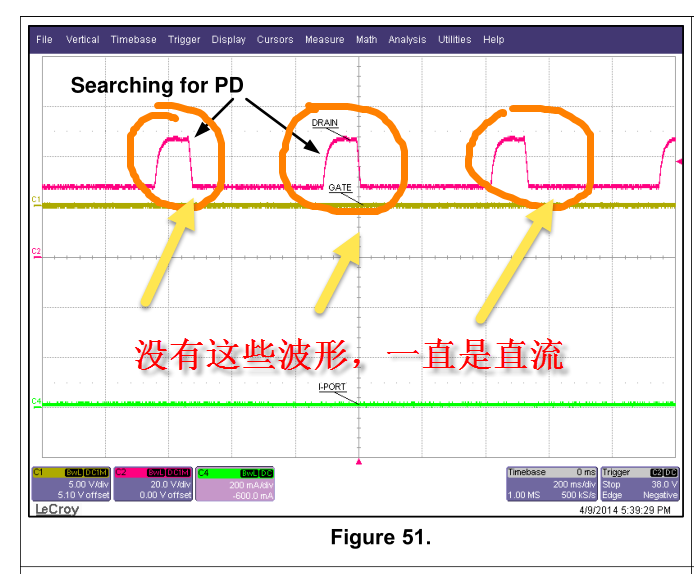 File Vertical Timebase Trigger Display Cursors Measure Math Analysis Utilities Help
Searching for PD
DRAIN
GATE
C1
C2
没有这些波形，一直是直流
I-PORT
C4
C1 BwL DC1M C2 BwL DC1M C4 BwL DC
5.00 V/div 20.0 V/div 200 mA/div
5.10 V offset 0.00 V offset -600.0 mA
Timebase 0 ms Trigger C2 DC
200 ms/div Stop 38.0 V
1.00 MS 500 kS/s Edge Negative
LeCroy 4/9/2014 5:39:29 PM
Figure 51.